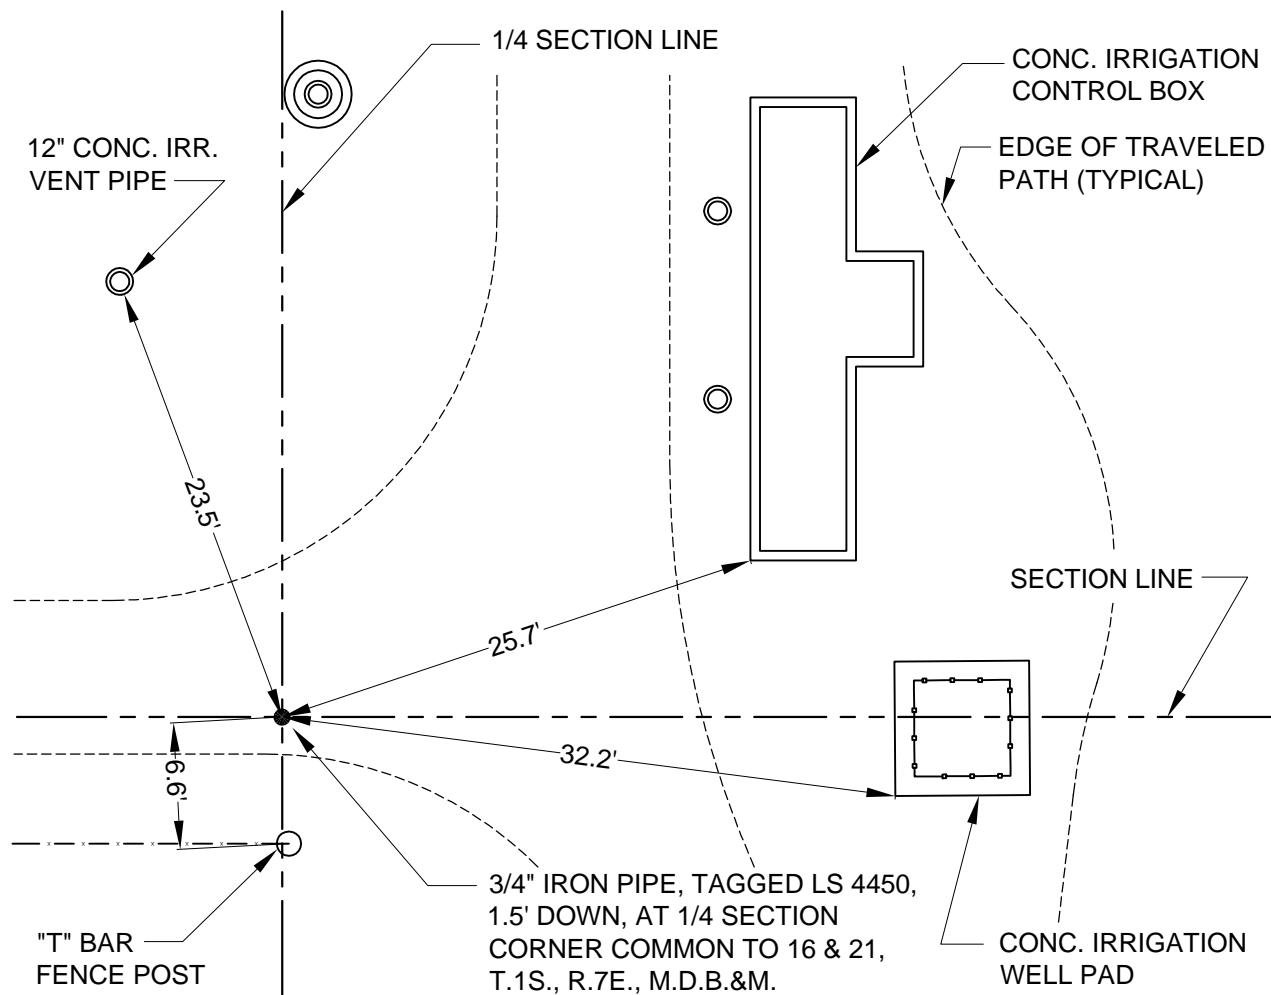 1/4 SECTION LINE
CONC. IRRIGATION
CONTROL BOX
12" CONC. IRR.
VENT PIPE
EDGE OF TRAVELED
PATH (TYPICAL)
23.5'
25.7'
SECTION LINE
32.2'
6.6'
3/4" IRON PIPE, TAGGED LS 4450,
1.5' DOWN, AT 1/4 SECTION
CORNER COMMON TO 16 & 21,
T.1S., R.7E., M.D.B.&M.
"T" BAR
FENCE POST
CONC. IRRIGATION
WELL PAD